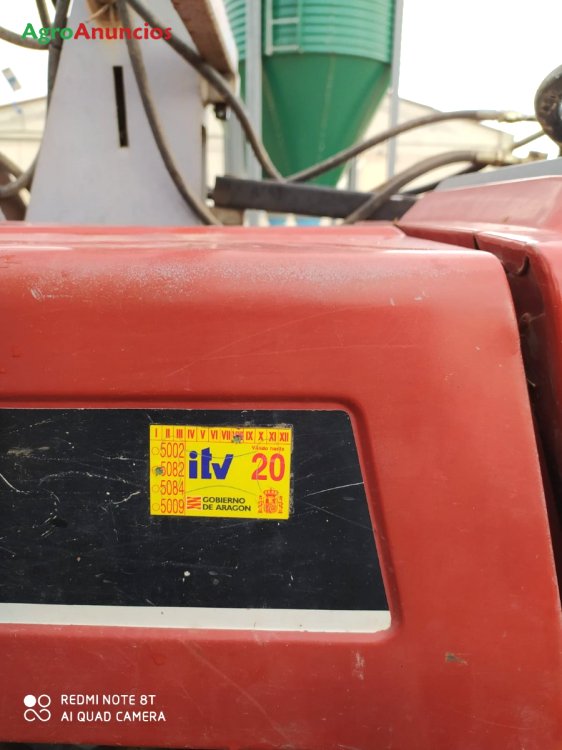 AgroAnuncios
I II III IV V VI VII IX X XI XII
5002
5082
5084
5009
itv
Válido hasta
20
GOBIERNO
DE ARAGON
REDMI NOTE 8T
AI QUAD CAMERA